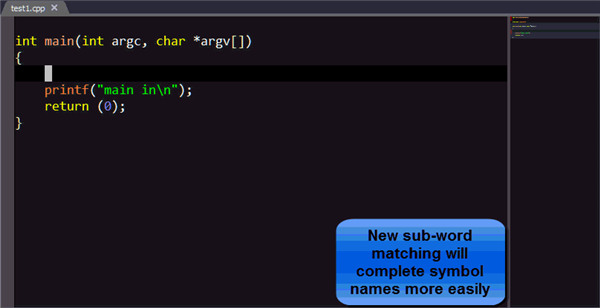 test1.cpp
int main(int argc, char *argv[])
{
printf("main in\n");
return (0);
}
New sub-word
matching will
complete symbol
names more easily